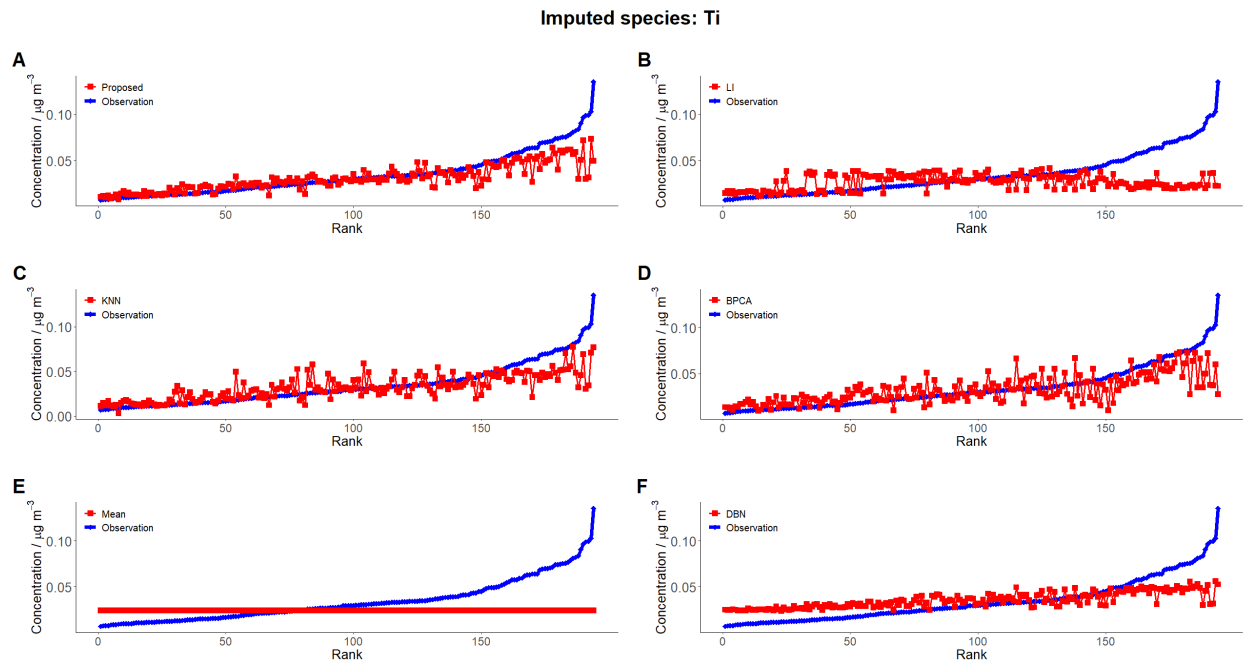 Imputed species: Ti
A
Concentration / μg m⁻³
0.10
0.05
Proposed
Observation
0
50
100
150
Rank
B
Concentration / μg m⁻³
0.10
0.05
LI
Observation
0
50
100
150
Rank
C
Concentration / μg m⁻³
0.10
0.05
0.00
KNN
Observation
0
50
100
150
Rank
D
Concentration / μg m⁻³
0.10
0.05
BPCA
Observation
0
50
100
150
Rank
E
Concentration / μg m⁻³
0.10
0.05
Mean
Observation
0
50
100
150
Rank
F
Concentration / μg m⁻³
0.10
0.05
DBN
Observation
0
50
100
150
Rank